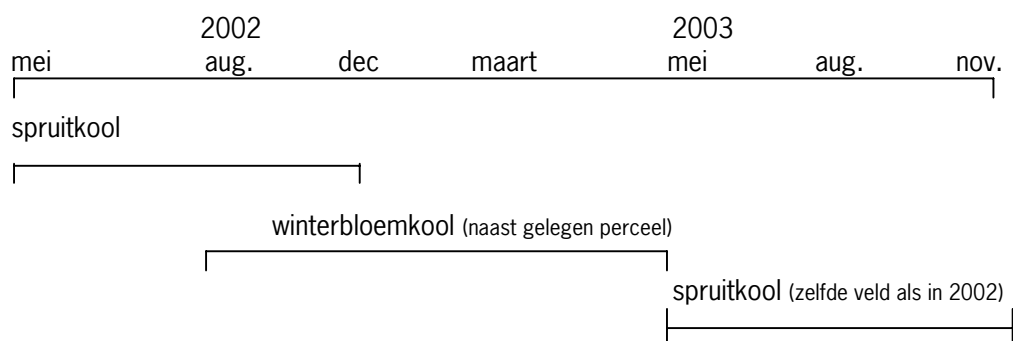 2002 2003
mei aug. dec maart mei aug. nov.
spruitkool
winterbloemkool (naast gelegen perceel)
spruitkool (zelfde veld als in 2002)